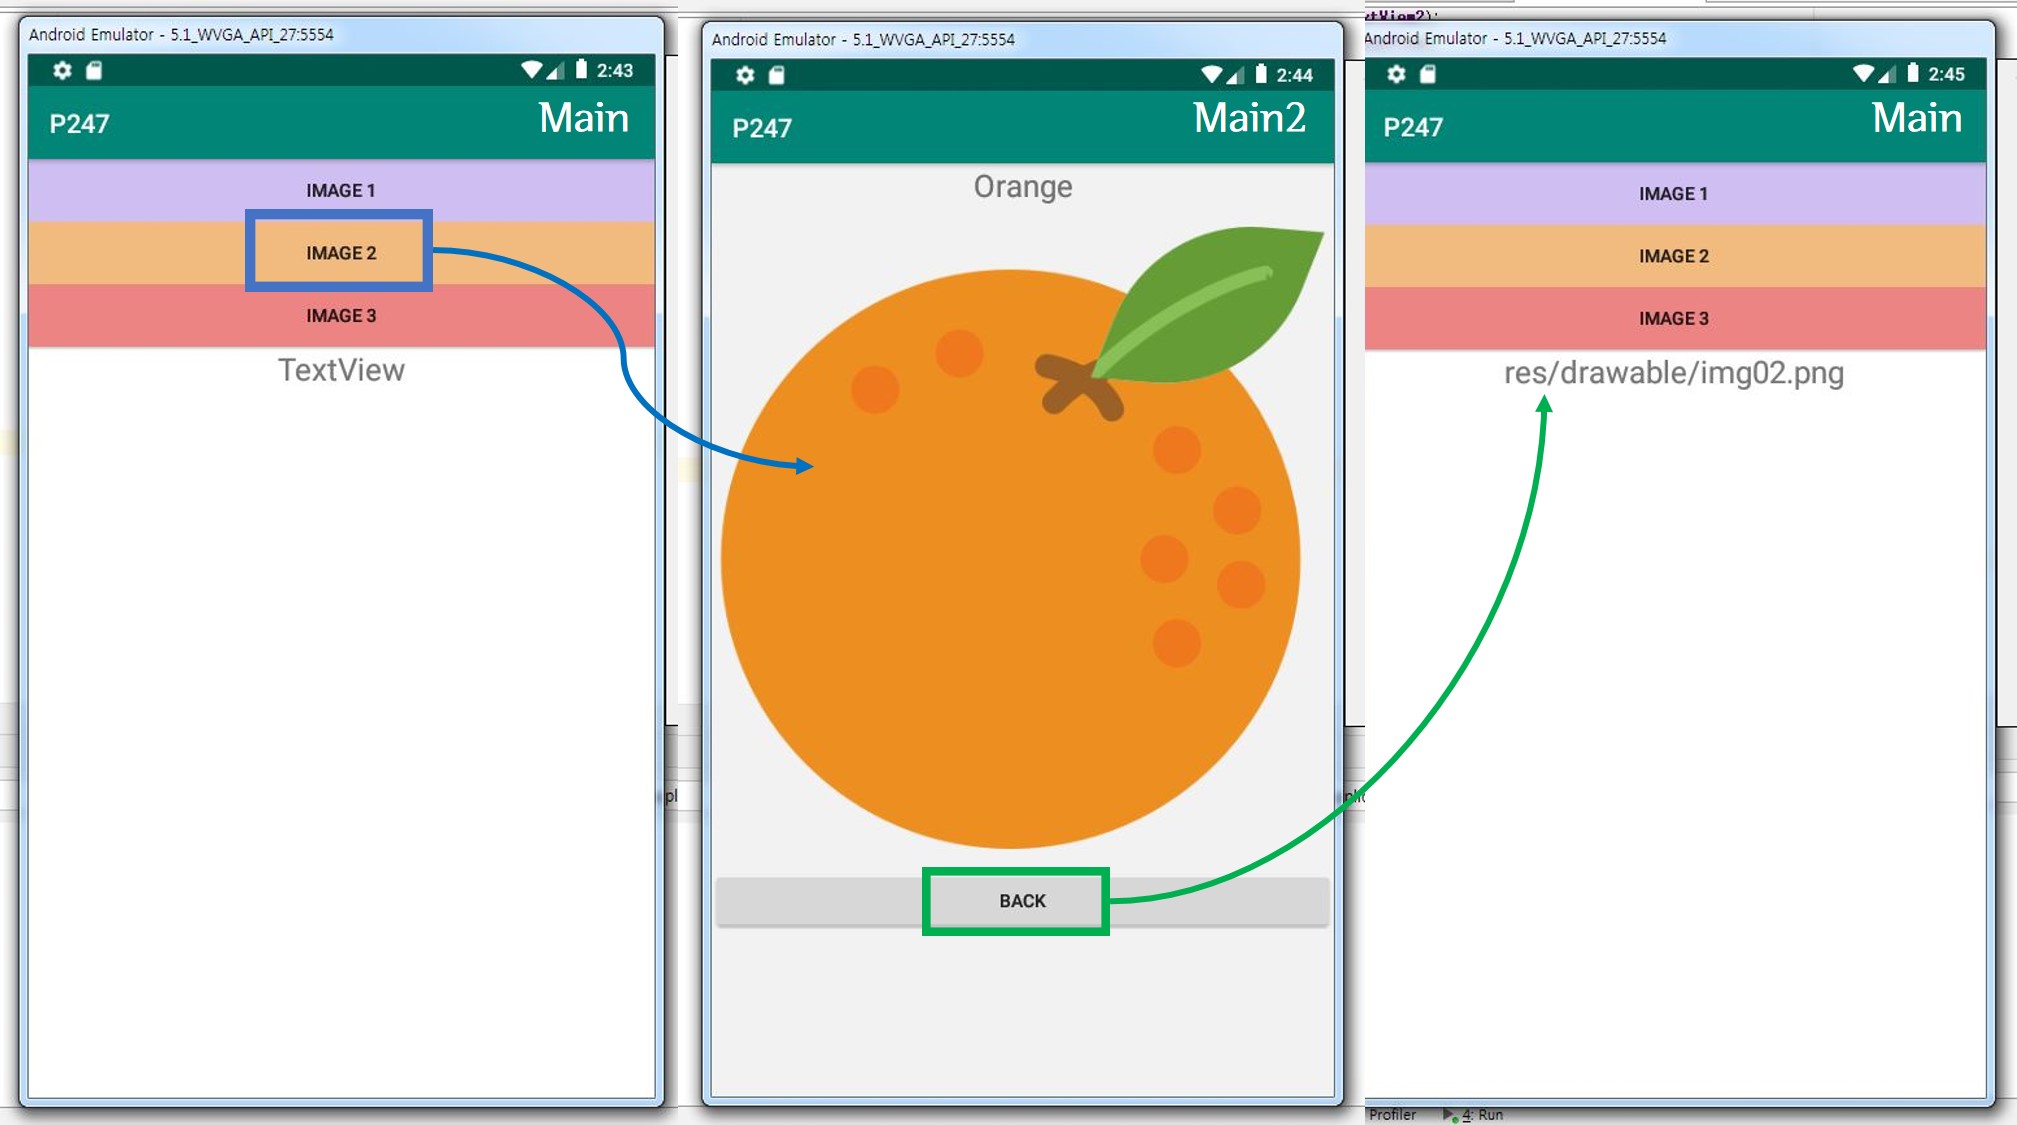 Android Emulator - 5.1_WVGA_API_27:5554
2:43
P247
Main
IMAGE 1
IMAGE 2
IMAGE 3
TextView
Android Emulator - 5.1_WVGA_API_27:5554
2:44
P247
Main2
Orange
BACK
Android Emulator - 5.1_WVGA_API_27:5554
2:45
P247
Main
IMAGE 1
IMAGE 2
IMAGE 3
res/drawable/img02.png
Profiler
4: Run